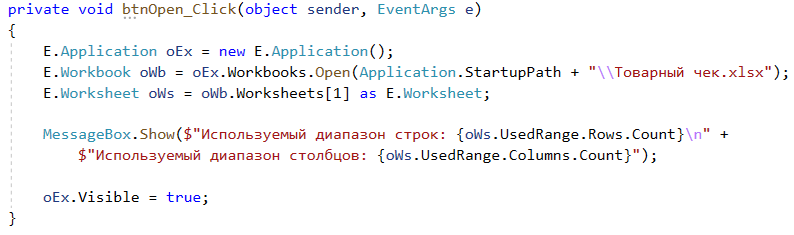 private void btnOpen_Click(object sender, EventArgs e)
{
    E.Application oEx = new E.Application();
    E.Workbook oWb = oEx.Workbooks.Open(Application.StartupPath + "\\Товарный чек.xlsx");
    E.Worksheet oWs = oWb.Worksheets[1] as E.Worksheet;

    MessageBox.Show($"Используемый диапазон строк: {oWs.UsedRange.Rows.Count}\n" +
        $"Используемый диапазон столбцов: {oWs.UsedRange.Columns.Count}");

    oEx.Visible = true;
}